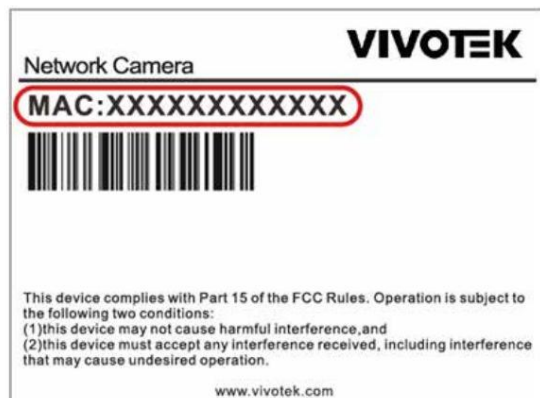 VIVOTEK
Network Camera
MAC:XXXXXXXXXXXX
This device complies with Part 15 of the FCC Rules. Operation is subject to
the following two conditions:
(1)this device may not cause harmful interference,and
(2)this device must accept any interference received, including interference
that may cause undesired operation.
www.vivotek.com